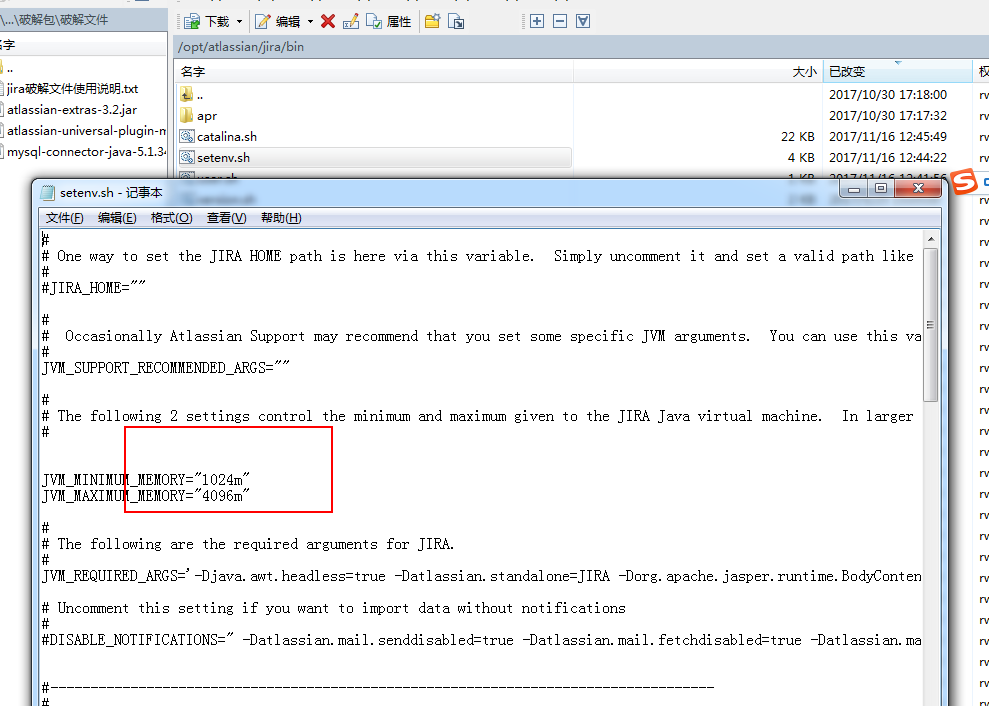 \...\破解包\破解文件
下载 编辑 属性
/opt/atlassian/jira/bin
名字 大小 已改变
..
jira破解文件使用说明.txt
atlassian-extras-3.2.jar
atlassian-universal-plugin-m
mysql-connector-java-5.1.34
.. 2017/10/30 17:18:00
apr 2017/10/30 17:17:32
catalina.sh 22 KB 2017/11/16 12:45:49
setenv.sh 4 KB 2017/11/16 12:44:22
setenv.sh - 记事本
文件(F) 编辑(E) 格式(O) 查看(V) 帮助(H)
#
# One way to set the JIRA HOME path is here via this variable.  Simply uncomment it and set a valid path like
#
#JIRA_HOME=""
#
#  Occasionally Atlassian Support may recommend that you set some specific JVM arguments.  You can use this va
#
JVM_SUPPORT_RECOMMENDED_ARGS=""
#
# The following 2 settings control the minimum and maximum given to the JIRA Java virtual machine.  In larger
#
JVM_MINIMUM_MEMORY="1024m"
JVM_MAXIMUM_MEMORY="4096m"
#
# The following are the required arguments for JIRA.
#
JVM_REQUIRED_ARGS='-Djava.awt.headless=true -Datlassian.standalone=JIRA -Dorg.apache.jasper.runtime.BodyConten
# Uncomment this setting if you want to import data without notifications
#
#DISABLE_NOTIFICATIONS=" -Datlassian.mail.senddisabled=true -Datlassian.mail.fetchdisabled=true -Datlassian.ma
#-----------------------------------------------------------------------------------
#